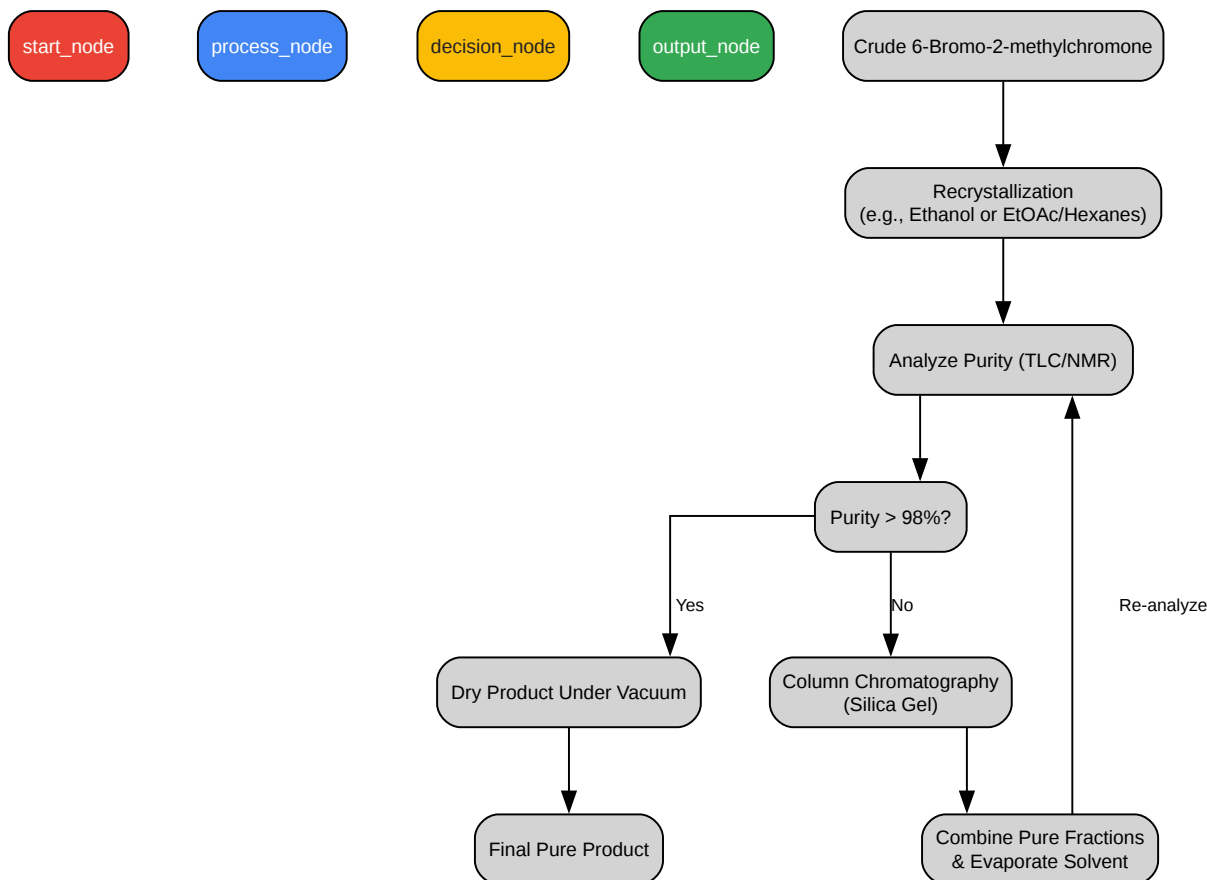 start_node
process_node
decision_node
output_node
Crude 6-Bromo-2-methylchromone
Recrystallization
(e.g., Ethanol or EtOAc/Hexanes)
Analyze Purity (TLC/NMR)
Purity > 98%?
Yes
No
Re-analyze
Dry Product Under Vacuum
Column Chromatography
(Silica Gel)
Final Pure Product
Combine Pure Fractions
& Evaporate Solvent